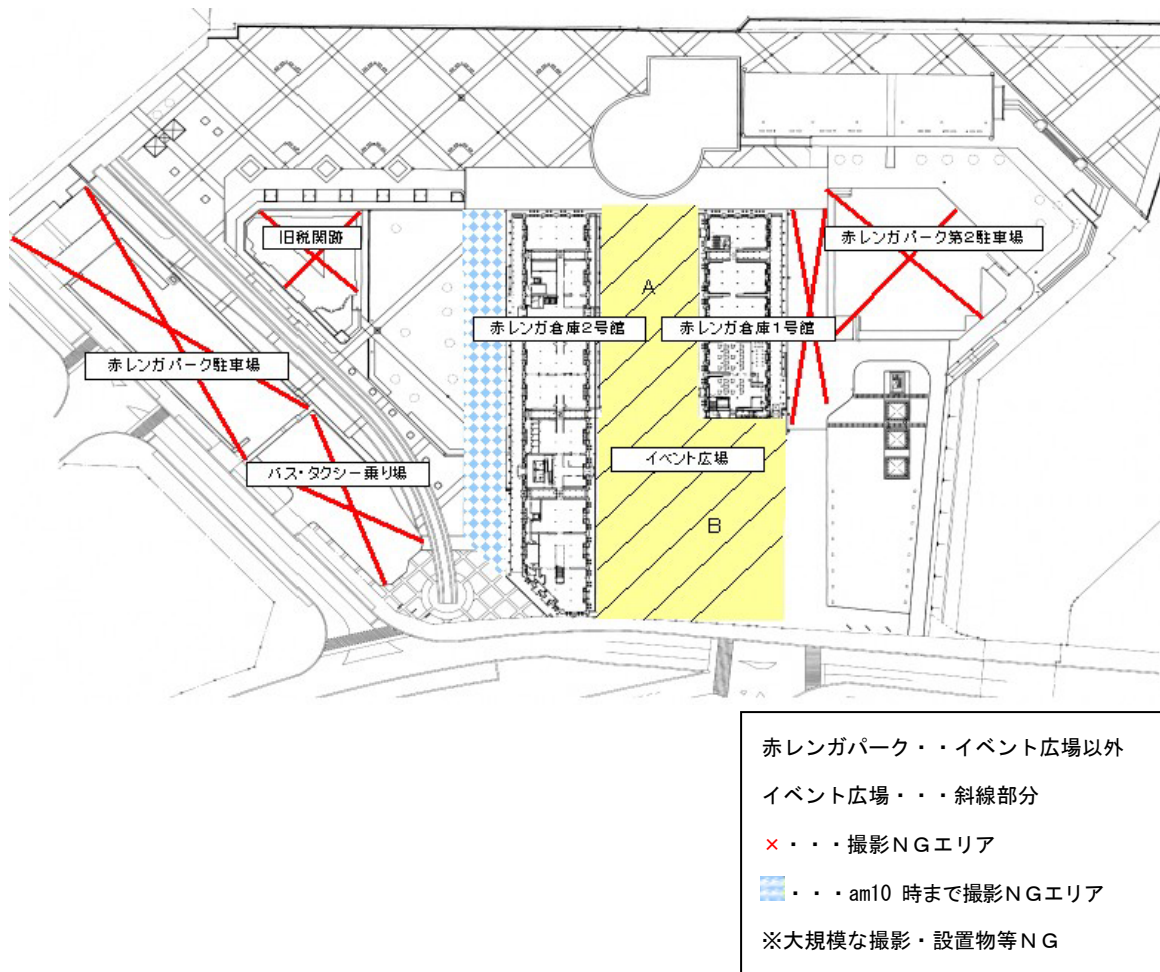 旧税関跡
赤レンガパーク第2駐車場
A
赤レンガ倉庫2号館
赤レンガ倉庫1号館
赤レンガパーク駐車場
イベント広場
バス・タクシー乗り場
B
赤レンガパーク・・イベント広場以外
イベント広場・・・斜線部分
×・・・撮影NGエリア
・・・am10 時まで撮影NGエリア
※大規模な撮影・設置物等NG